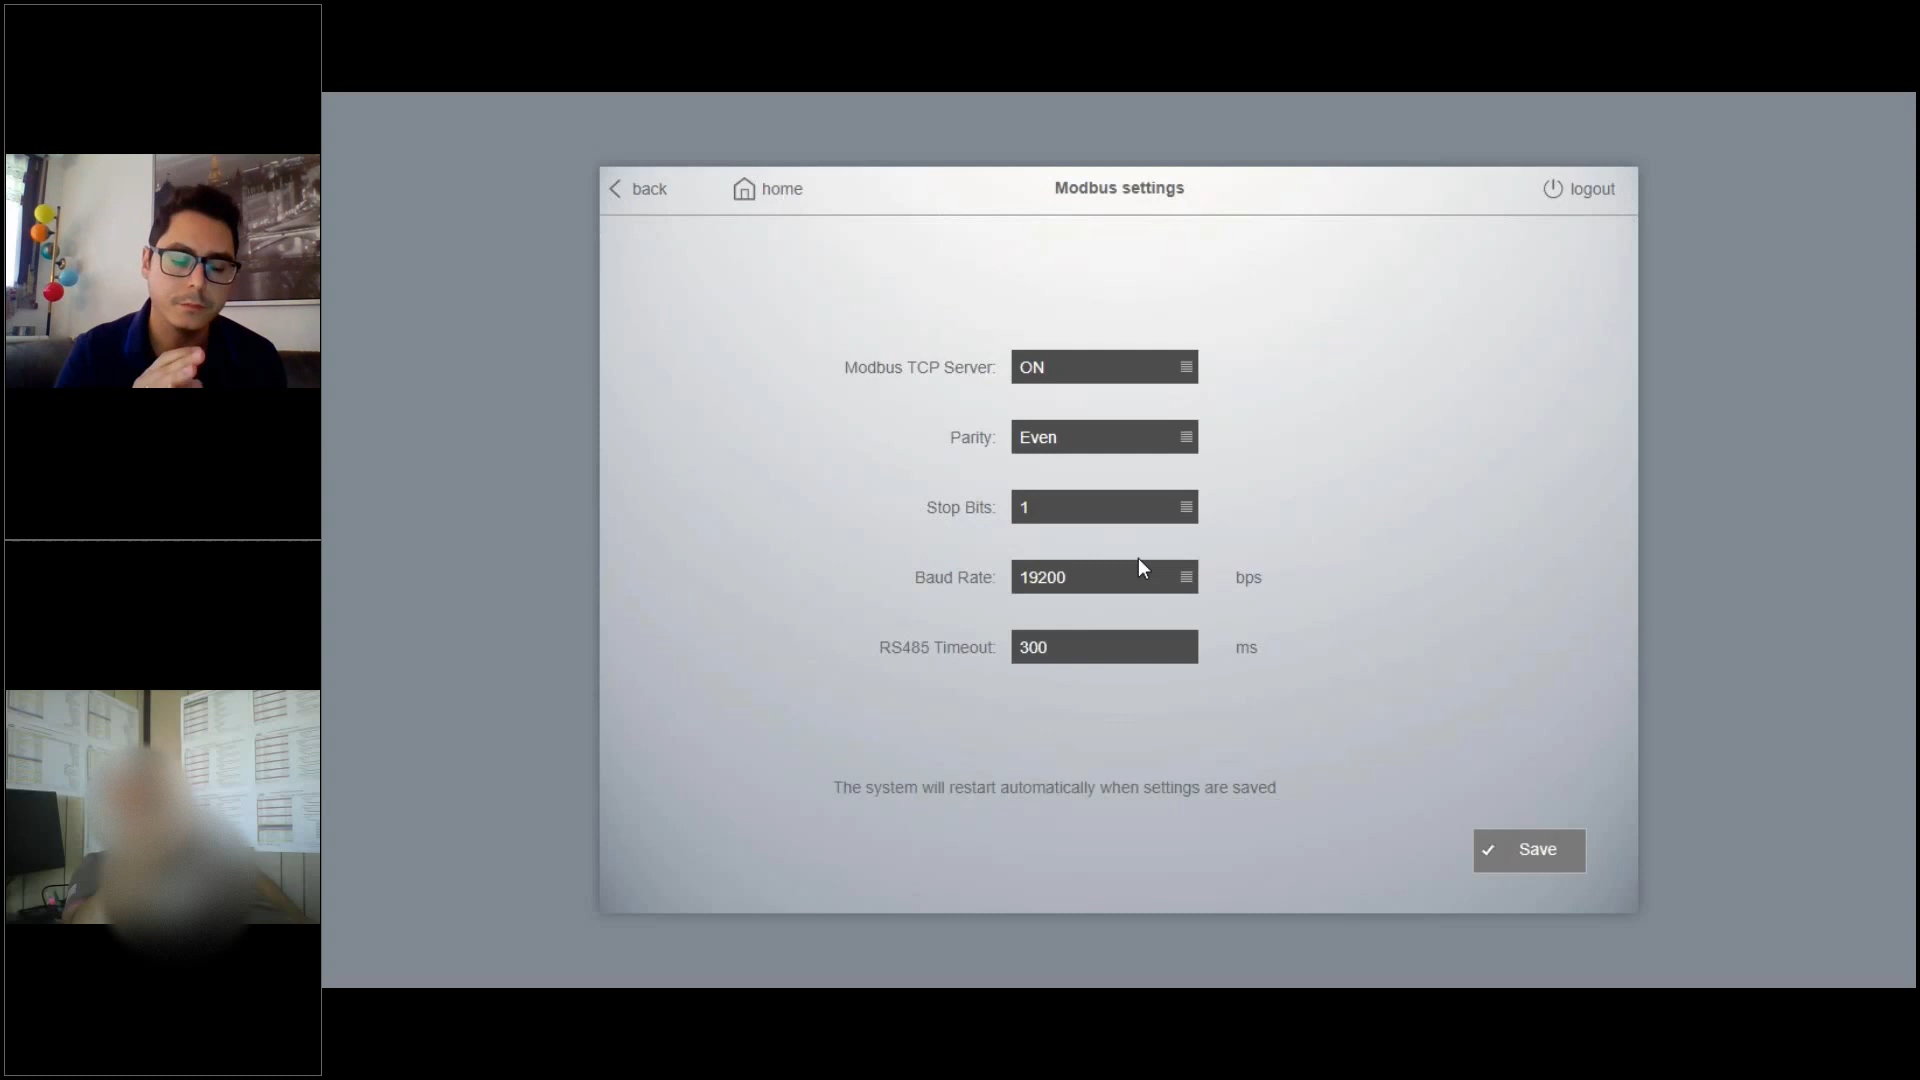 back
home
Modbus settings
logout
Modbus TCP Server: ON
Parity: Even
Stop Bits: 1
Baud Rate: 19200 bps
RS485 Timeout: 300 ms
The system will restart automatically when settings are saved
Save